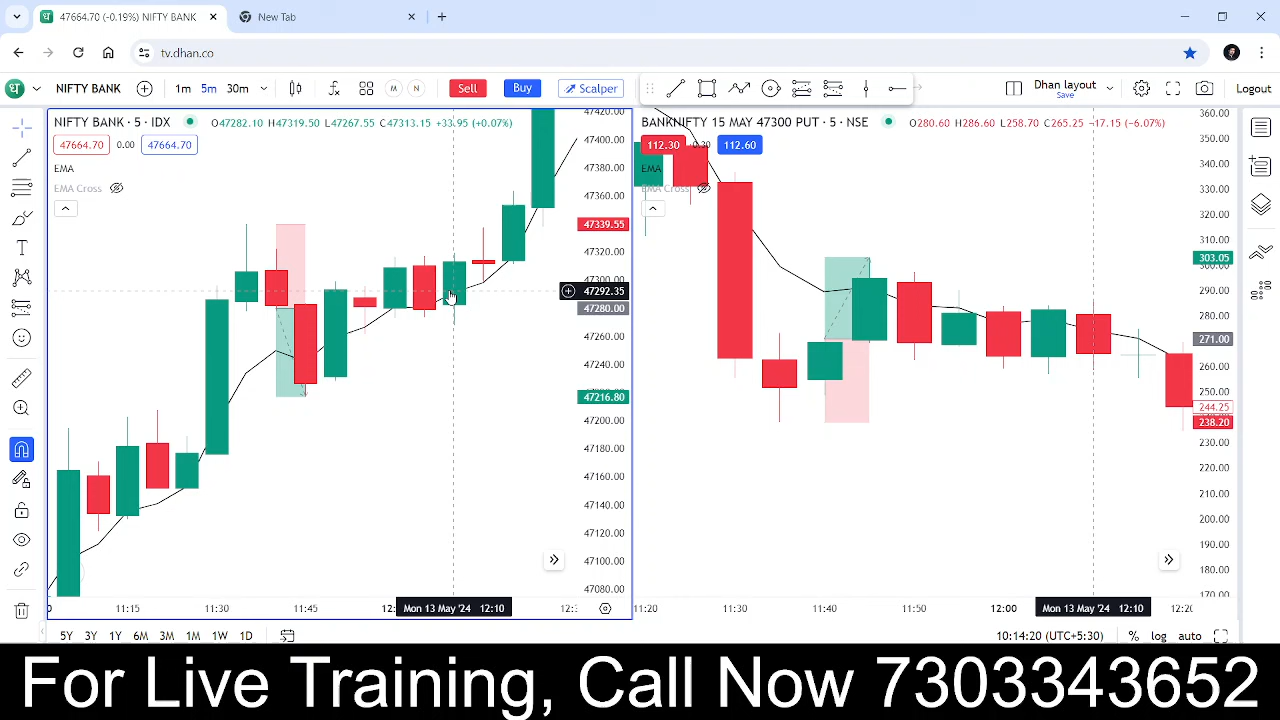 47664.70 (-0.19%) NIFTY BANK
New Tab
tv.dhan.co
NIFTY BANK
1m 5m 30m
M N
Sell
Buy
Scalper
Dhan layout
Save
Logout
NIFTY BANK · 5 · IDX
O47282.10 H47319.50 L47267.55 C47313.15 +33.95 (+0.07%)
47664.70 0.00 47664.70
EMA
EMA Cross
47420.00
47400.00
47380.00
47360.00
47339.55
47320.00
47300.00
47292.35
47280.00
47260.00
47240.00
47216.80
47200.00
47180.00
47160.00
47140.00
47120.00
47100.00
47080.00
11:15 11:30 11:45 Mon 13 May '24 12:10
BANKNIFTY 15 MAY 47300 PUT · 5 · NSE
O280.60 H286.60 L258.70 C265.25 -17.15 (-6.07%)
112.30 0.30 112.60
EMA
EMA Cross
360.00
350.00
340.00
330.00
320.00
310.00
303.05
290.00
280.00
271.00
260.00
250.00
244.25
238.20
230.00
220.00
210.00
200.00
190.00
180.00
170.00
11:20 11:30 11:40 11:50 12:00 Mon 13 May '24 12:10
5Y 3Y 1Y 6M 3M 1M 1W 1D
10:14:20 (UTC+5:30) % log auto
For Live Training, Call Now 7303343652